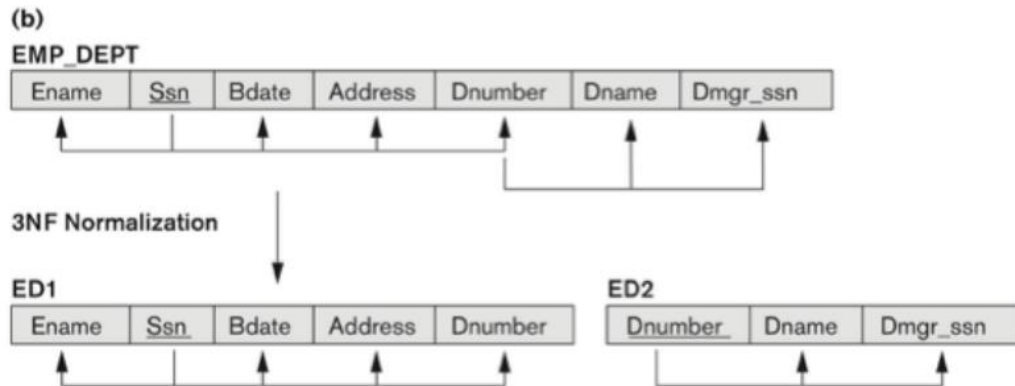 (b)
EMP_DEPT
Ename Ssn Bdate Address Dnumber Dname Dmgr_ssn
3NF Normalization
ED1
Ename Ssn Bdate Address Dnumber
ED2
Dnumber Dname Dmgr_ssn